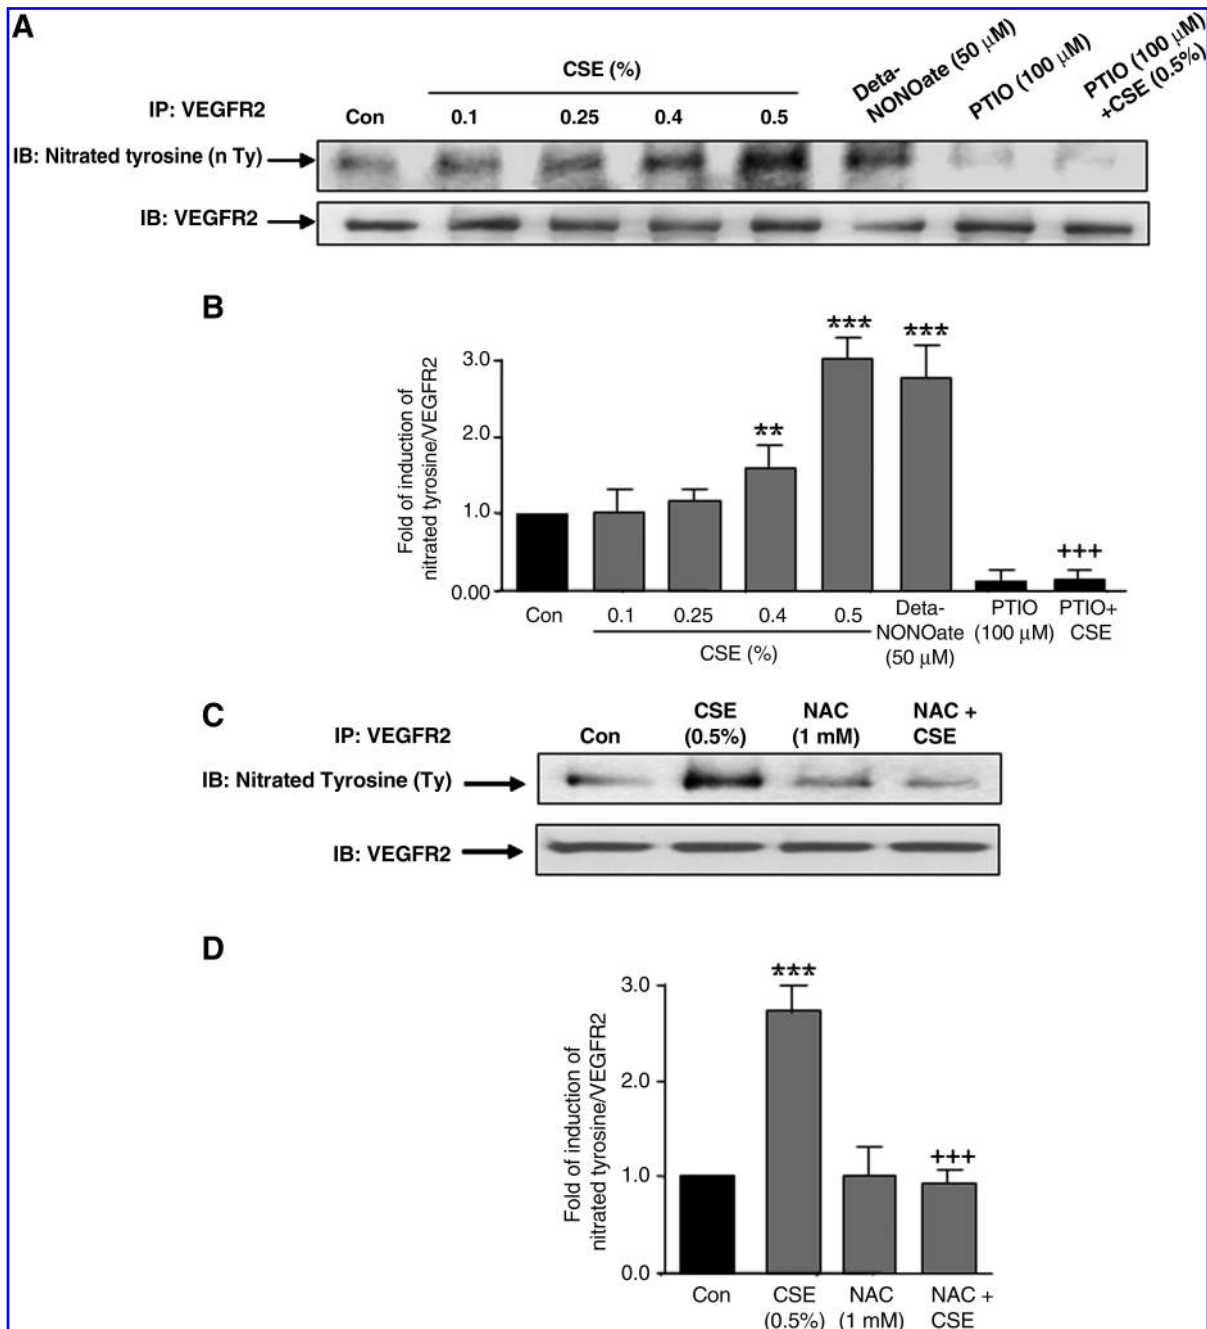 A
CSE (%)
Deta-
NONOate (50 μM)
PTIO (100 μM)
PTIO (100 μM)
+CSE (0.5%)
IP: VEGFR2
Con
0.1
0.25
0.4
0.5
IB: Nitrated tyrosine (n Ty)
IB: VEGFR2
B
Fold of induction of
nitrated tyrosine/VEGFR2
3.0
2.0
1.0
0.00
**
***
***
+++
Con
0.1
0.25
0.4
0.5
CSE (%)
Deta-
NONOate
(50 μM)
PTIO
(100 μM)
PTIO+
CSE
C
IP: VEGFR2
Con
CSE
(0.5%)
NAC
(1 mM)
NAC +
CSE
IB: Nitrated Tyrosine (Ty)
IB: VEGFR2
D
Fold of induction of
nitrated tyrosine/VEGFR2
3.0
2.0
1.0
0.0
***
+++
Con
CSE
(0.5%)
NAC
(1 mM)
NAC +
CSE